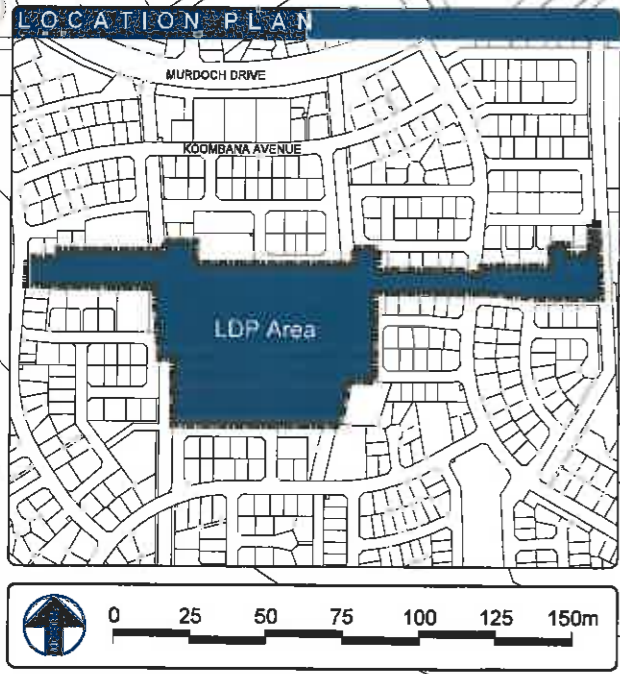 LOCATION PLAN
MURDOCH DRIVE
KOOMBANA AVENUE
LDP Area
0 25 50 75 100 125 150m